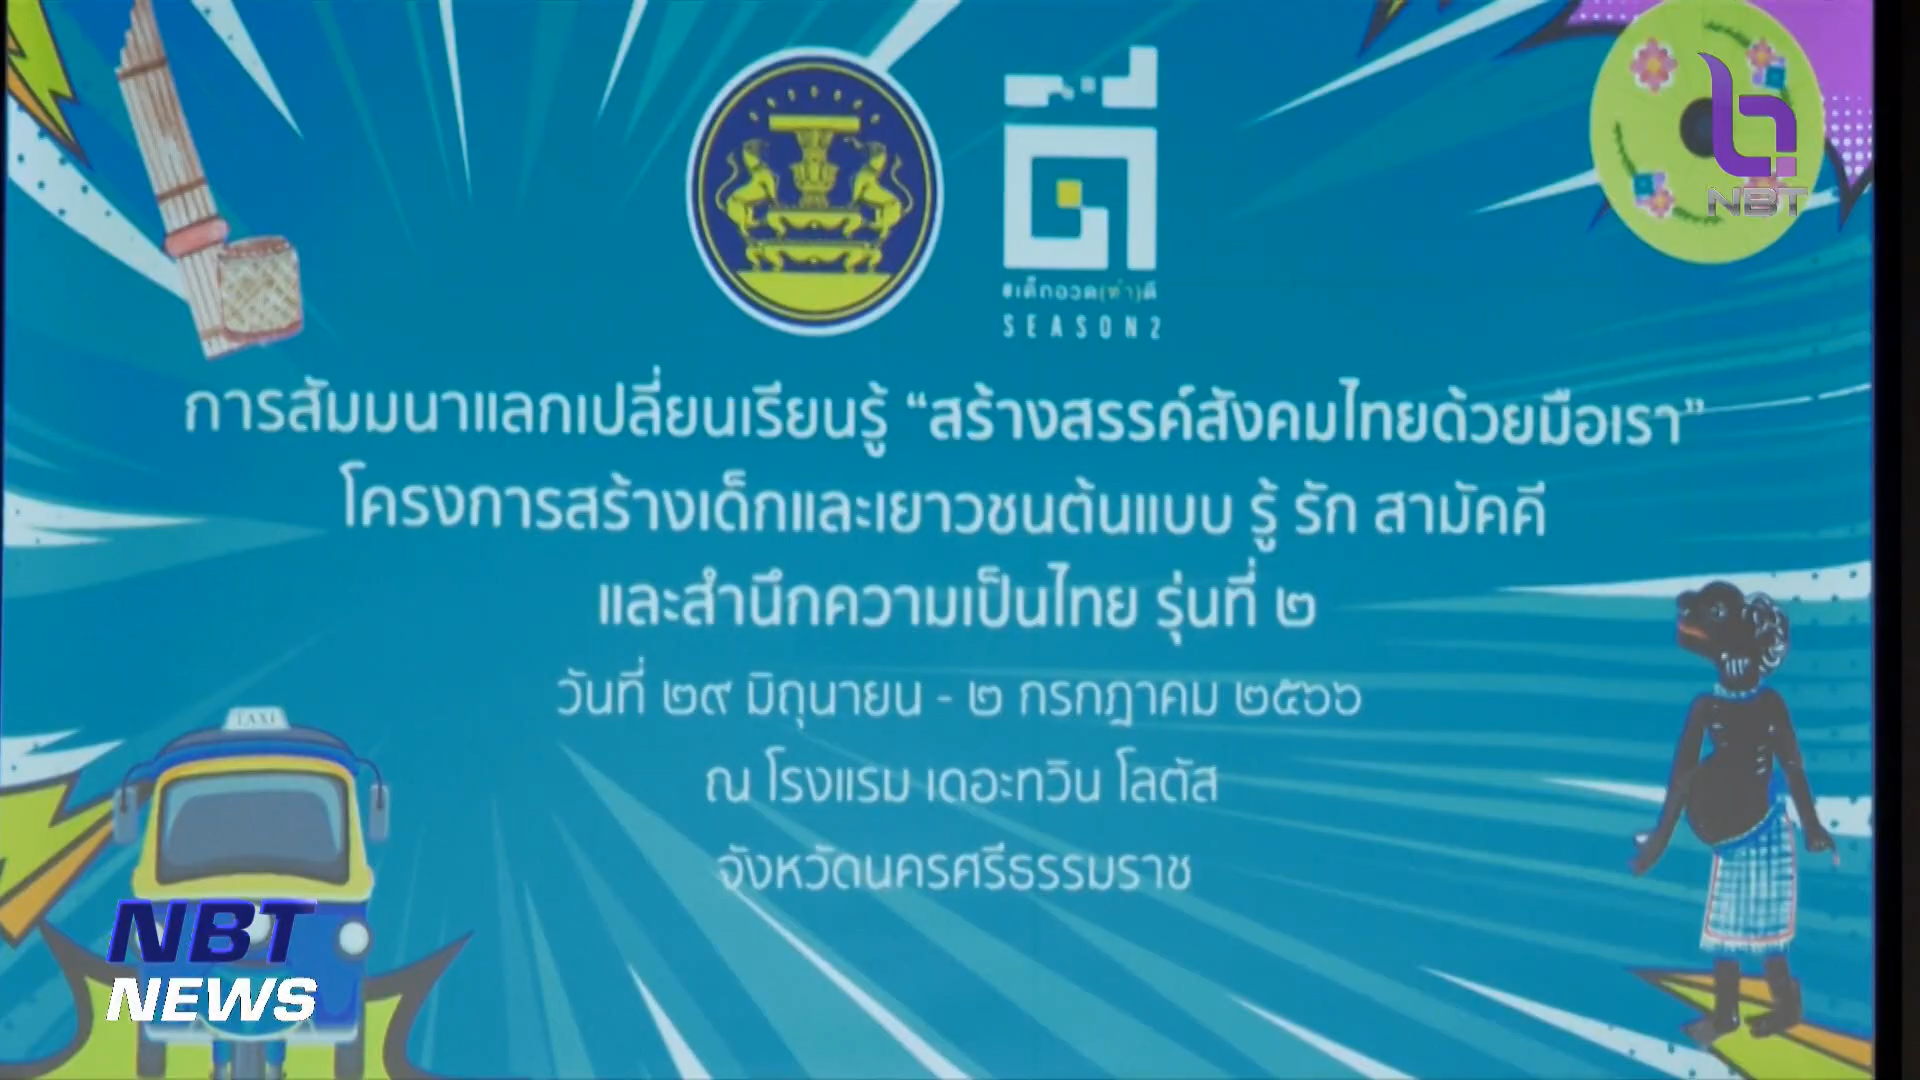 ดี
NBT
#เด็กอวด(ทำ)ดี
SEASON 2
การสัมมนาแลกเปลี่ยนเรียนรู้ “สร้างสรรค์สังคมไทยด้วยมือเรา”
โครงการสร้างเด็กและเยาวชนต้นแบบ รู้ รัก สามัคคี
และสำนึกความเป็นไทย รุ่นที่ ๒
วันที่ ๒๙ มิถุนายน - ๒ กรกฎาคม ๒๕๖๖
ณ โรงแรม เดอะทวิน โลตัส
จังหวัดนครศรีธรรมราช
TAXI
NBT
NEWS